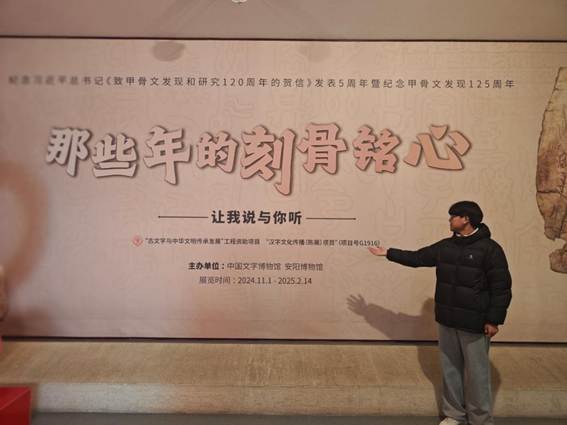 纪念习近平总书记《致甲骨文发现和研究120周年的贺信》发表5周年暨纪念甲骨文发现125周年
那些年的刻骨铭心
让我说与你听
“古文字与中华文明传承发展”工程资助项目 “汉字文化传播(陈展)项目”(项目号G1916)
主办单位：中国文字博物馆 安阳博物馆
展览时间：2024.11.1 - 2025.2.14